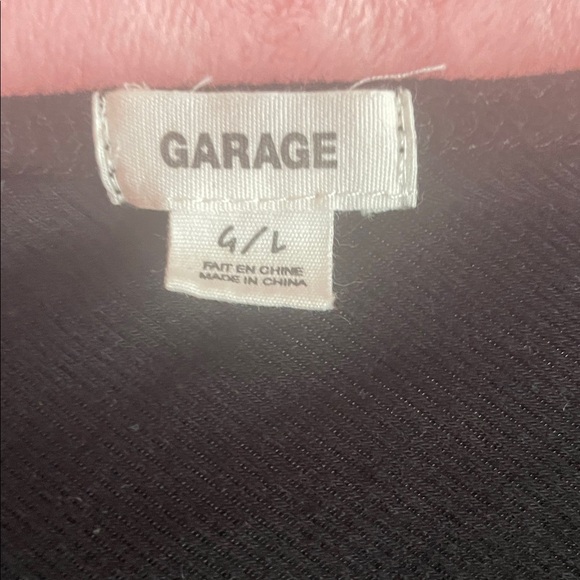 GARAGE
G/L
FAIT EN CHINE
MADE IN CHINA